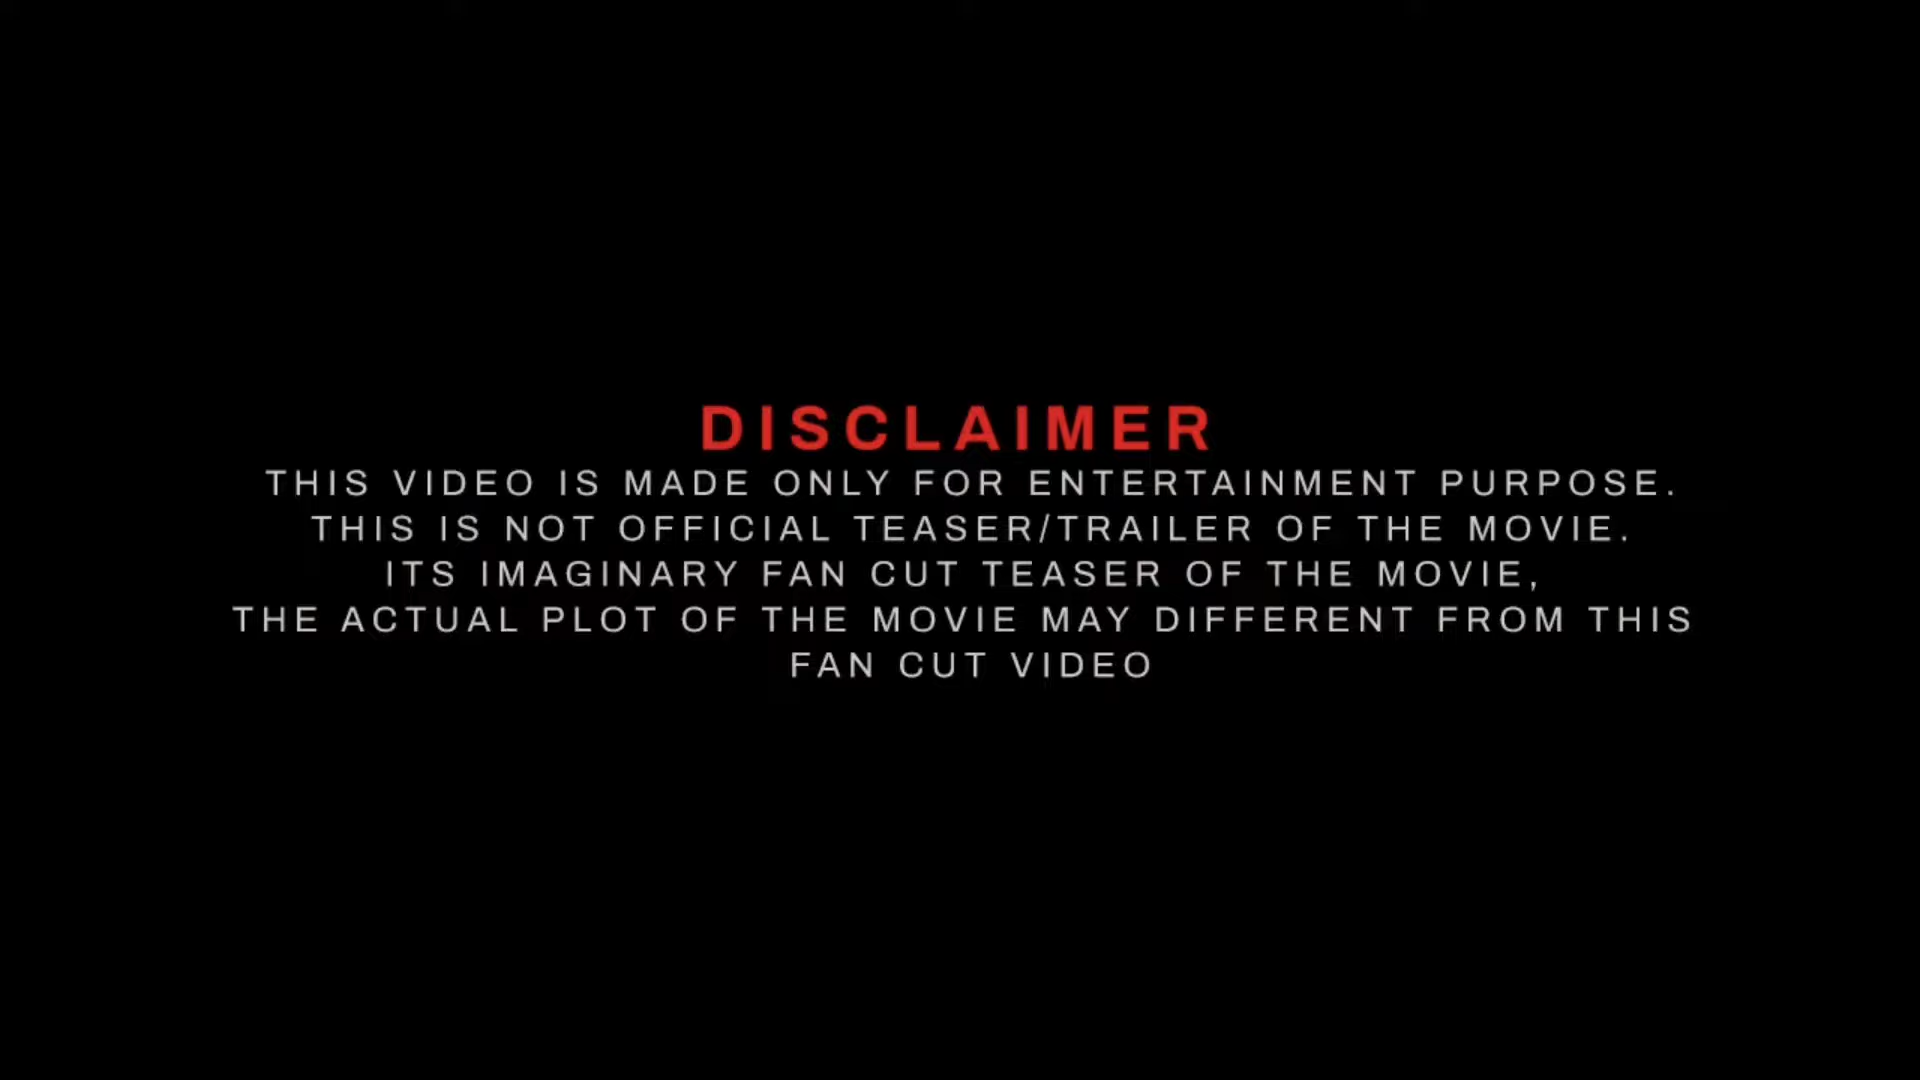 DISCLAIMER
THIS VIDEO IS MADE ONLY FOR ENTERTAINMENT PURPOSE.
THIS IS NOT OFFICIAL TEASER/TRAILER OF THE MOVIE.
ITS IMAGINARY FAN CUT TEASER OF THE MOVIE,
THE ACTUAL PLOT OF THE MOVIE MAY DIFFERENT FROM THIS
FAN CUT VIDEO